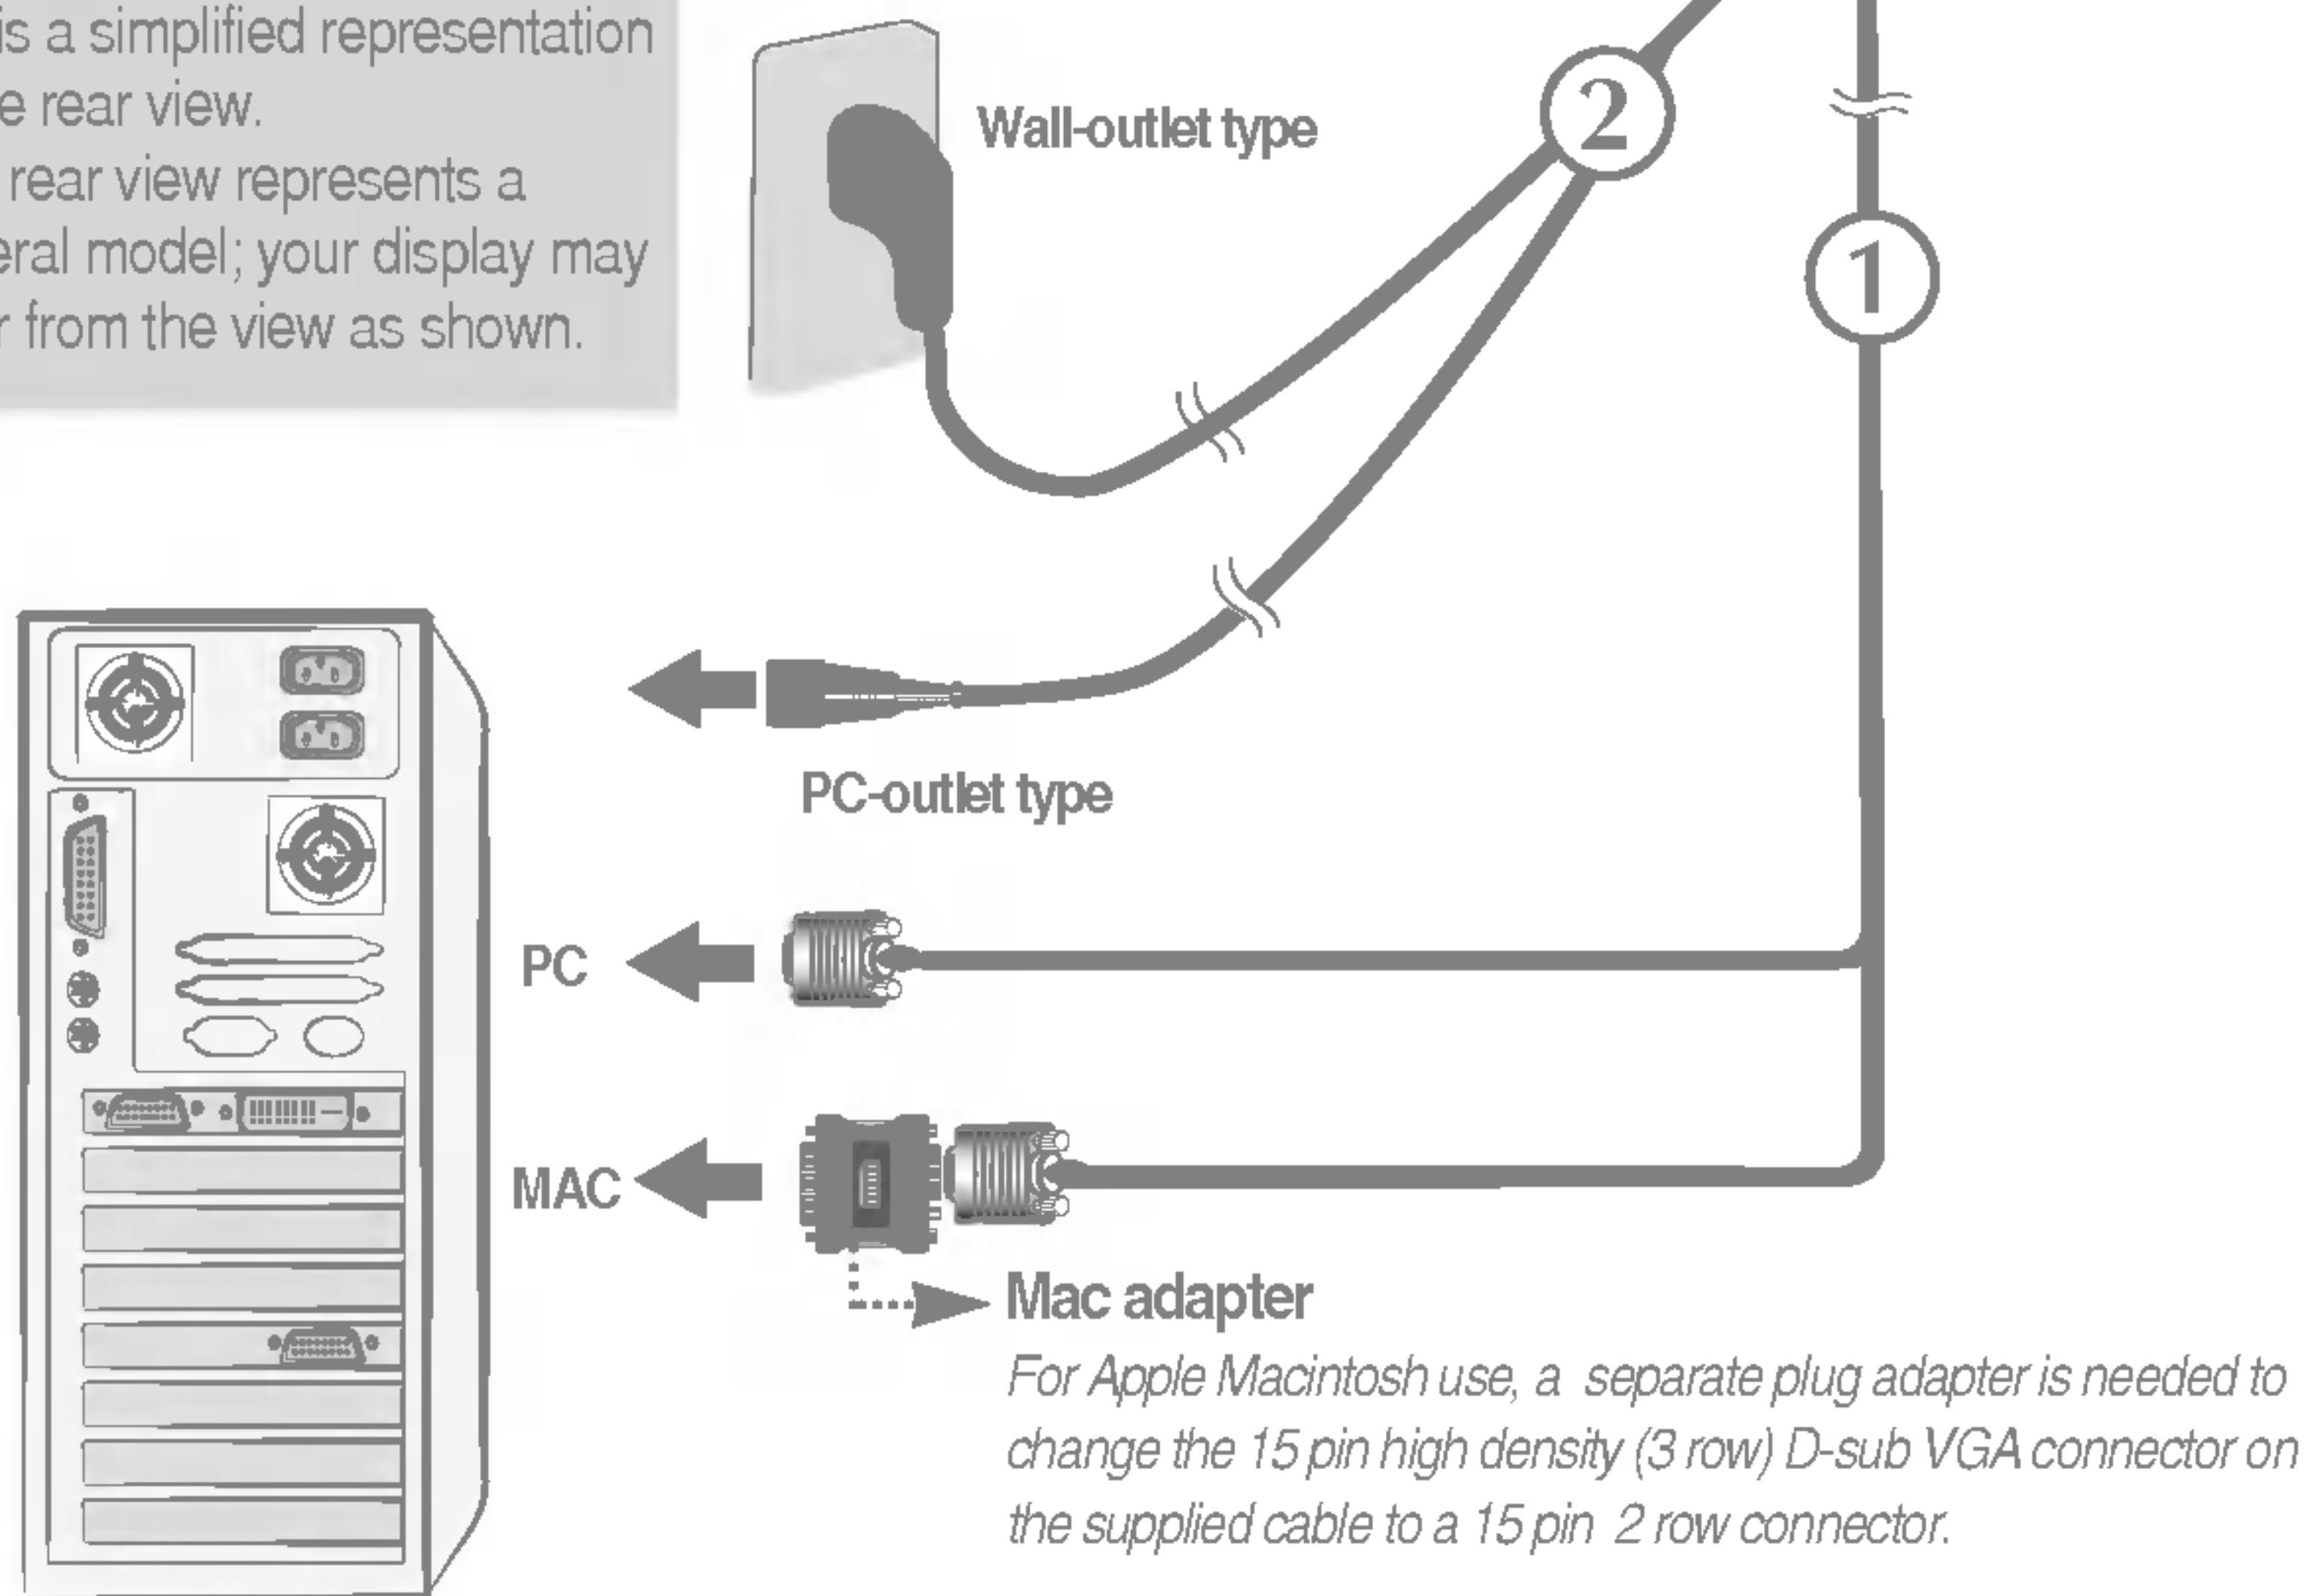 is a simplified representation
e rear view.
rear view represents a
eral model; your display may
r from the view as shown.
Wall-outlet type
2
1
PC-outlet type
PC
MAC
Mac adapter
For Apple Macintosh use, a separate plug adapter is needed to
change the 15 pin high density (3 row) D-sub VGA connector on
the supplied cable to a 15 pin 2 row connector.